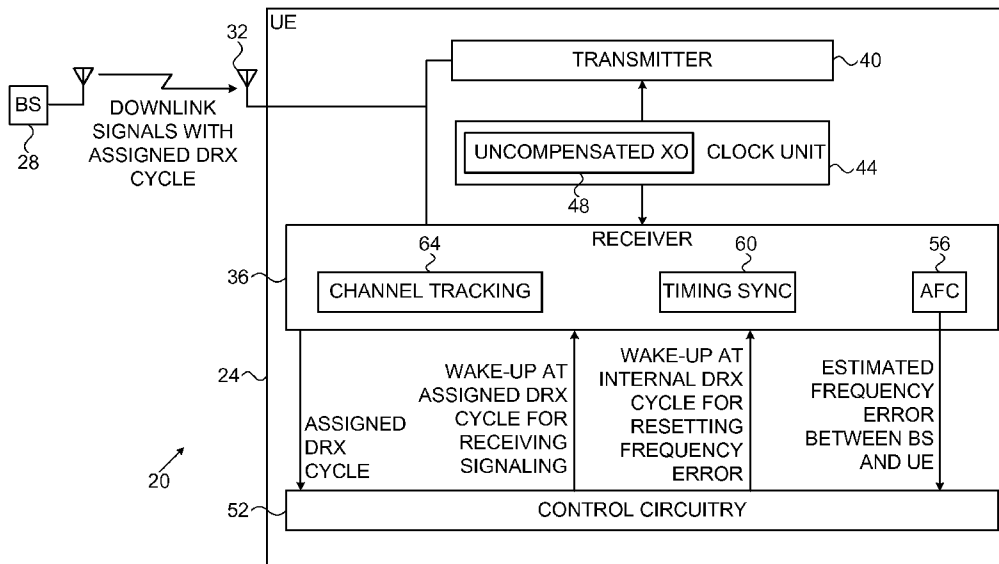 UE
32
TRANSMITTER
40
BS
28
DOWNLINK
SIGNALS WITH
ASSIGNED DRX
CYCLE
UNCOMPENSATED XO
CLOCK UNIT
48
44
RECEIVER
36
64
CHANNEL TRACKING
60
TIMING SYNC
56
AFC
24
20
ASSIGNED
DRX
CYCLE
WAKE-UP AT
ASSIGNED DRX
CYCLE FOR
RECEIVING
SIGNALING
WAKE-UP AT
INTERNAL DRX
CYCLE FOR
RESETTING
FREQUENCY
ERROR
ESTIMATED
FREQUENCY
ERROR
BETWEEN BS
AND UE
52
CONTROL CIRCUITRY